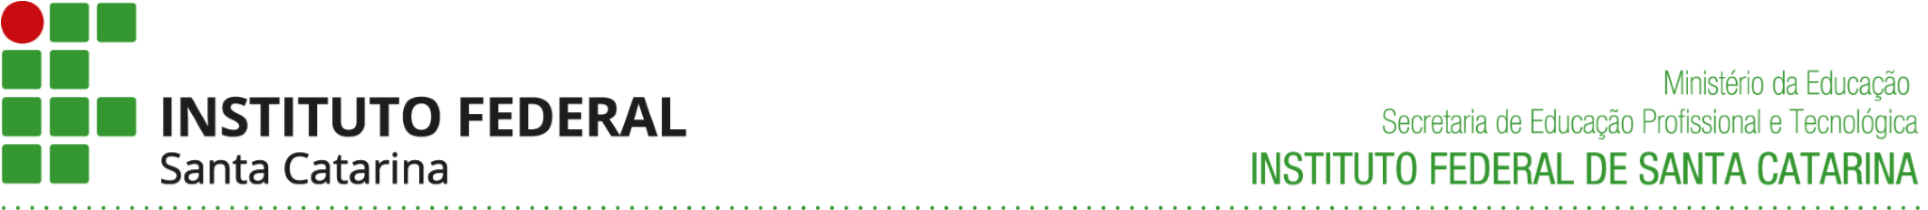 INSTITUTO FEDERAL
Santa Catarina
Ministério da Educação
Secretaria de Educação Profissional e Tecnológica
INSTITUTO FEDERAL DE SANTA CATARINA